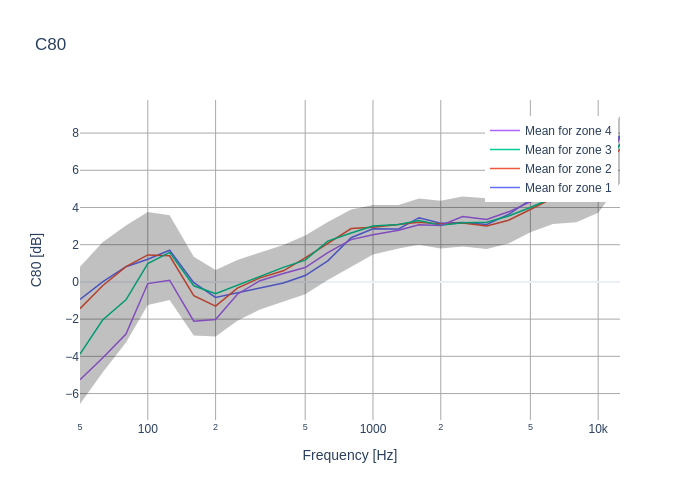 C80
Mean for zone 4
Mean for zone 3
Mean for zone 2
Mean for zone 1
C80 [dB]
8
6
4
2
0
−2
−4
−6
5 100 2 5 1000 2 5 10k
Frequency [Hz]